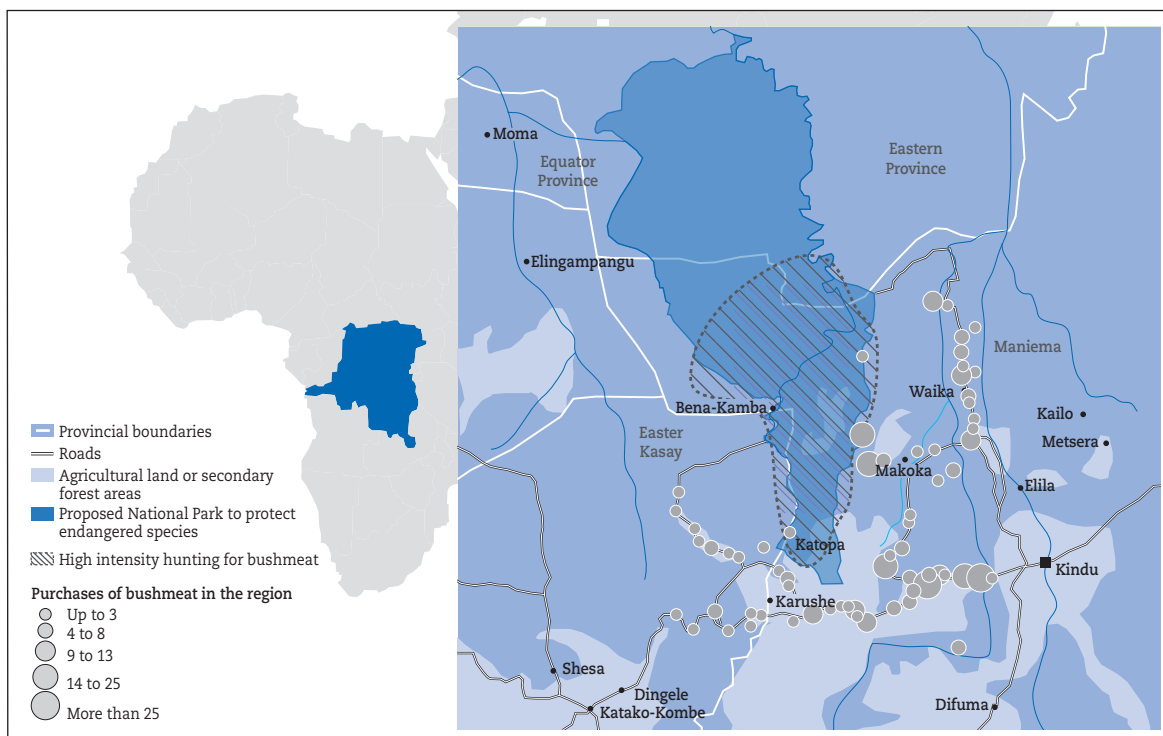 Moma
Equator
Province
Eastern
Province
Elingampangu
Maniema
Waika
Bena-Kamba
Kailo
Easter
Kasay
Metsera
Makoka
Elila
Katopa
Kindu
Karushe
Shesa
Dingele
Katako-Kombe
Difuma
Provincial boundaries
Roads
Agricultural land or secondary
forest areas
Proposed National Park to protect
endangered species
High intensity hunting for bushmeat
Purchases of bushmeat in the region
Up to 3
4 to 8
9 to 13
14 to 25
More than 25